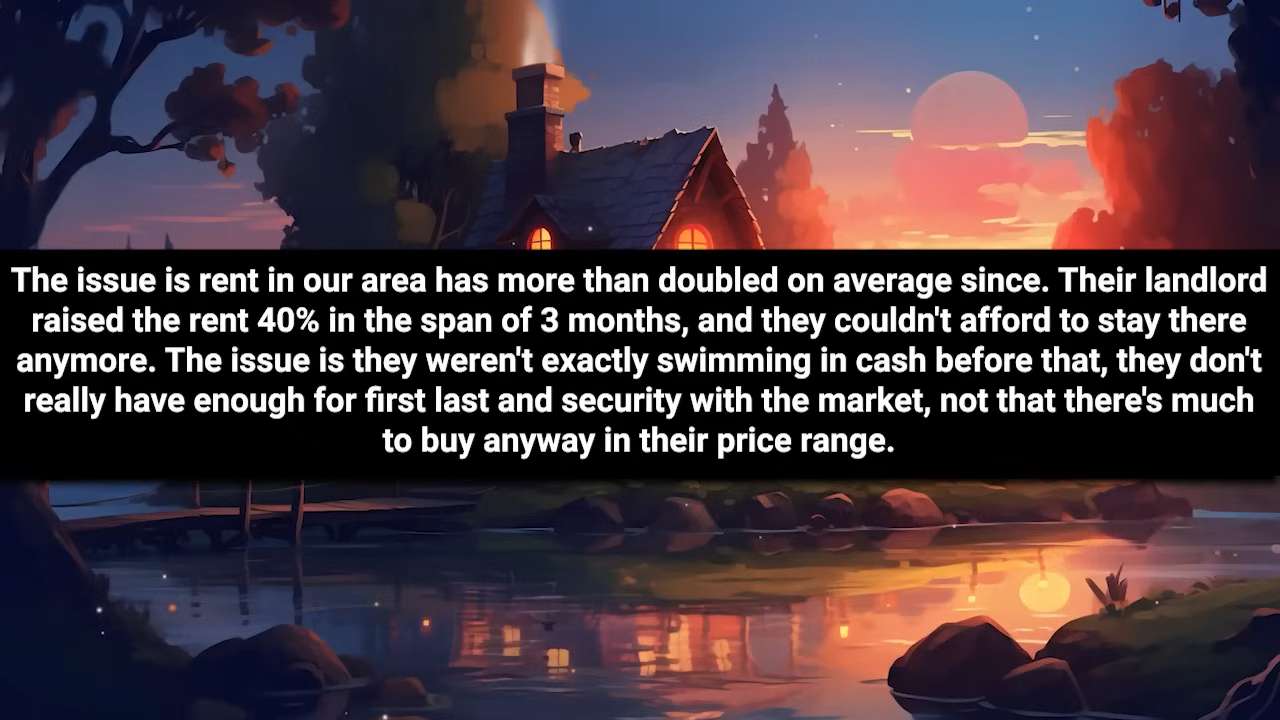 The issue is rent in our area has more than doubled on average since. Their landlord
raised the rent 40% in the span of 3 months, and they couldn't afford to stay there
anymore. The issue is they weren't exactly swimming in cash before that, they don't
really have enough for first last and security with the market, not that there's much
to buy anyway in their price range.